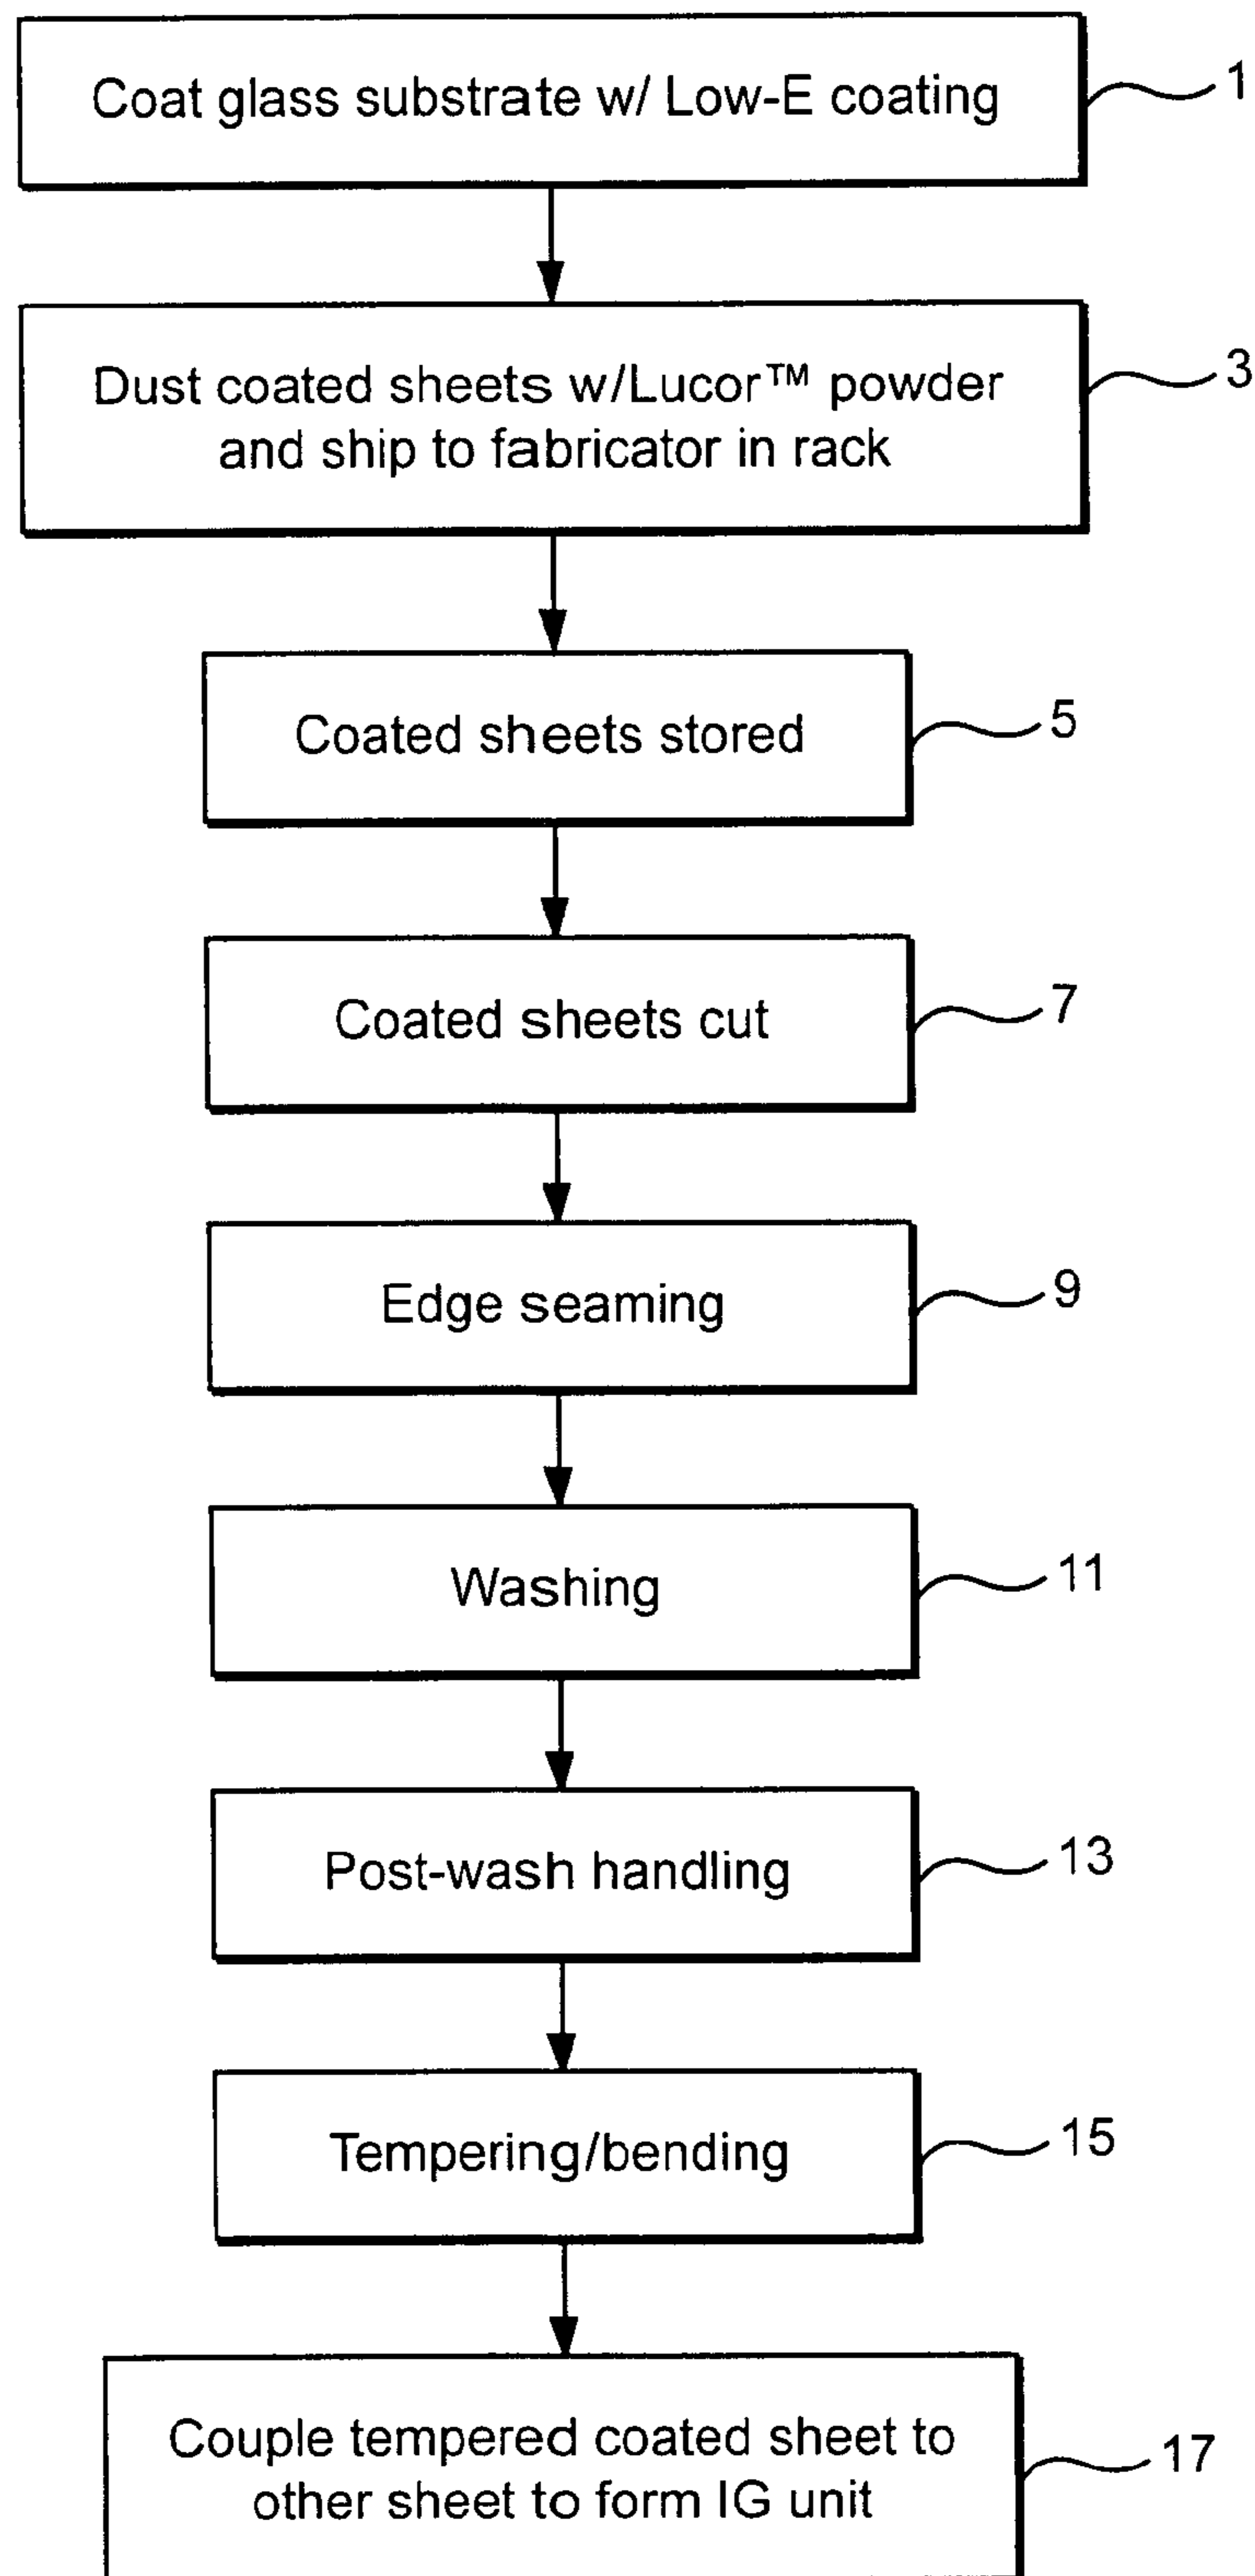 Coat glass substrate w/ Low-E coating
1
Dust coated sheets w/Lucor™ powder
and ship to fabricator in rack
3
Coated sheets stored
5
Coated sheets cut
7
Edge seaming
9
Washing
11
Post-wash handling
13
Tempering/bending
15
Couple tempered coated sheet to
other sheet to form IG unit
17